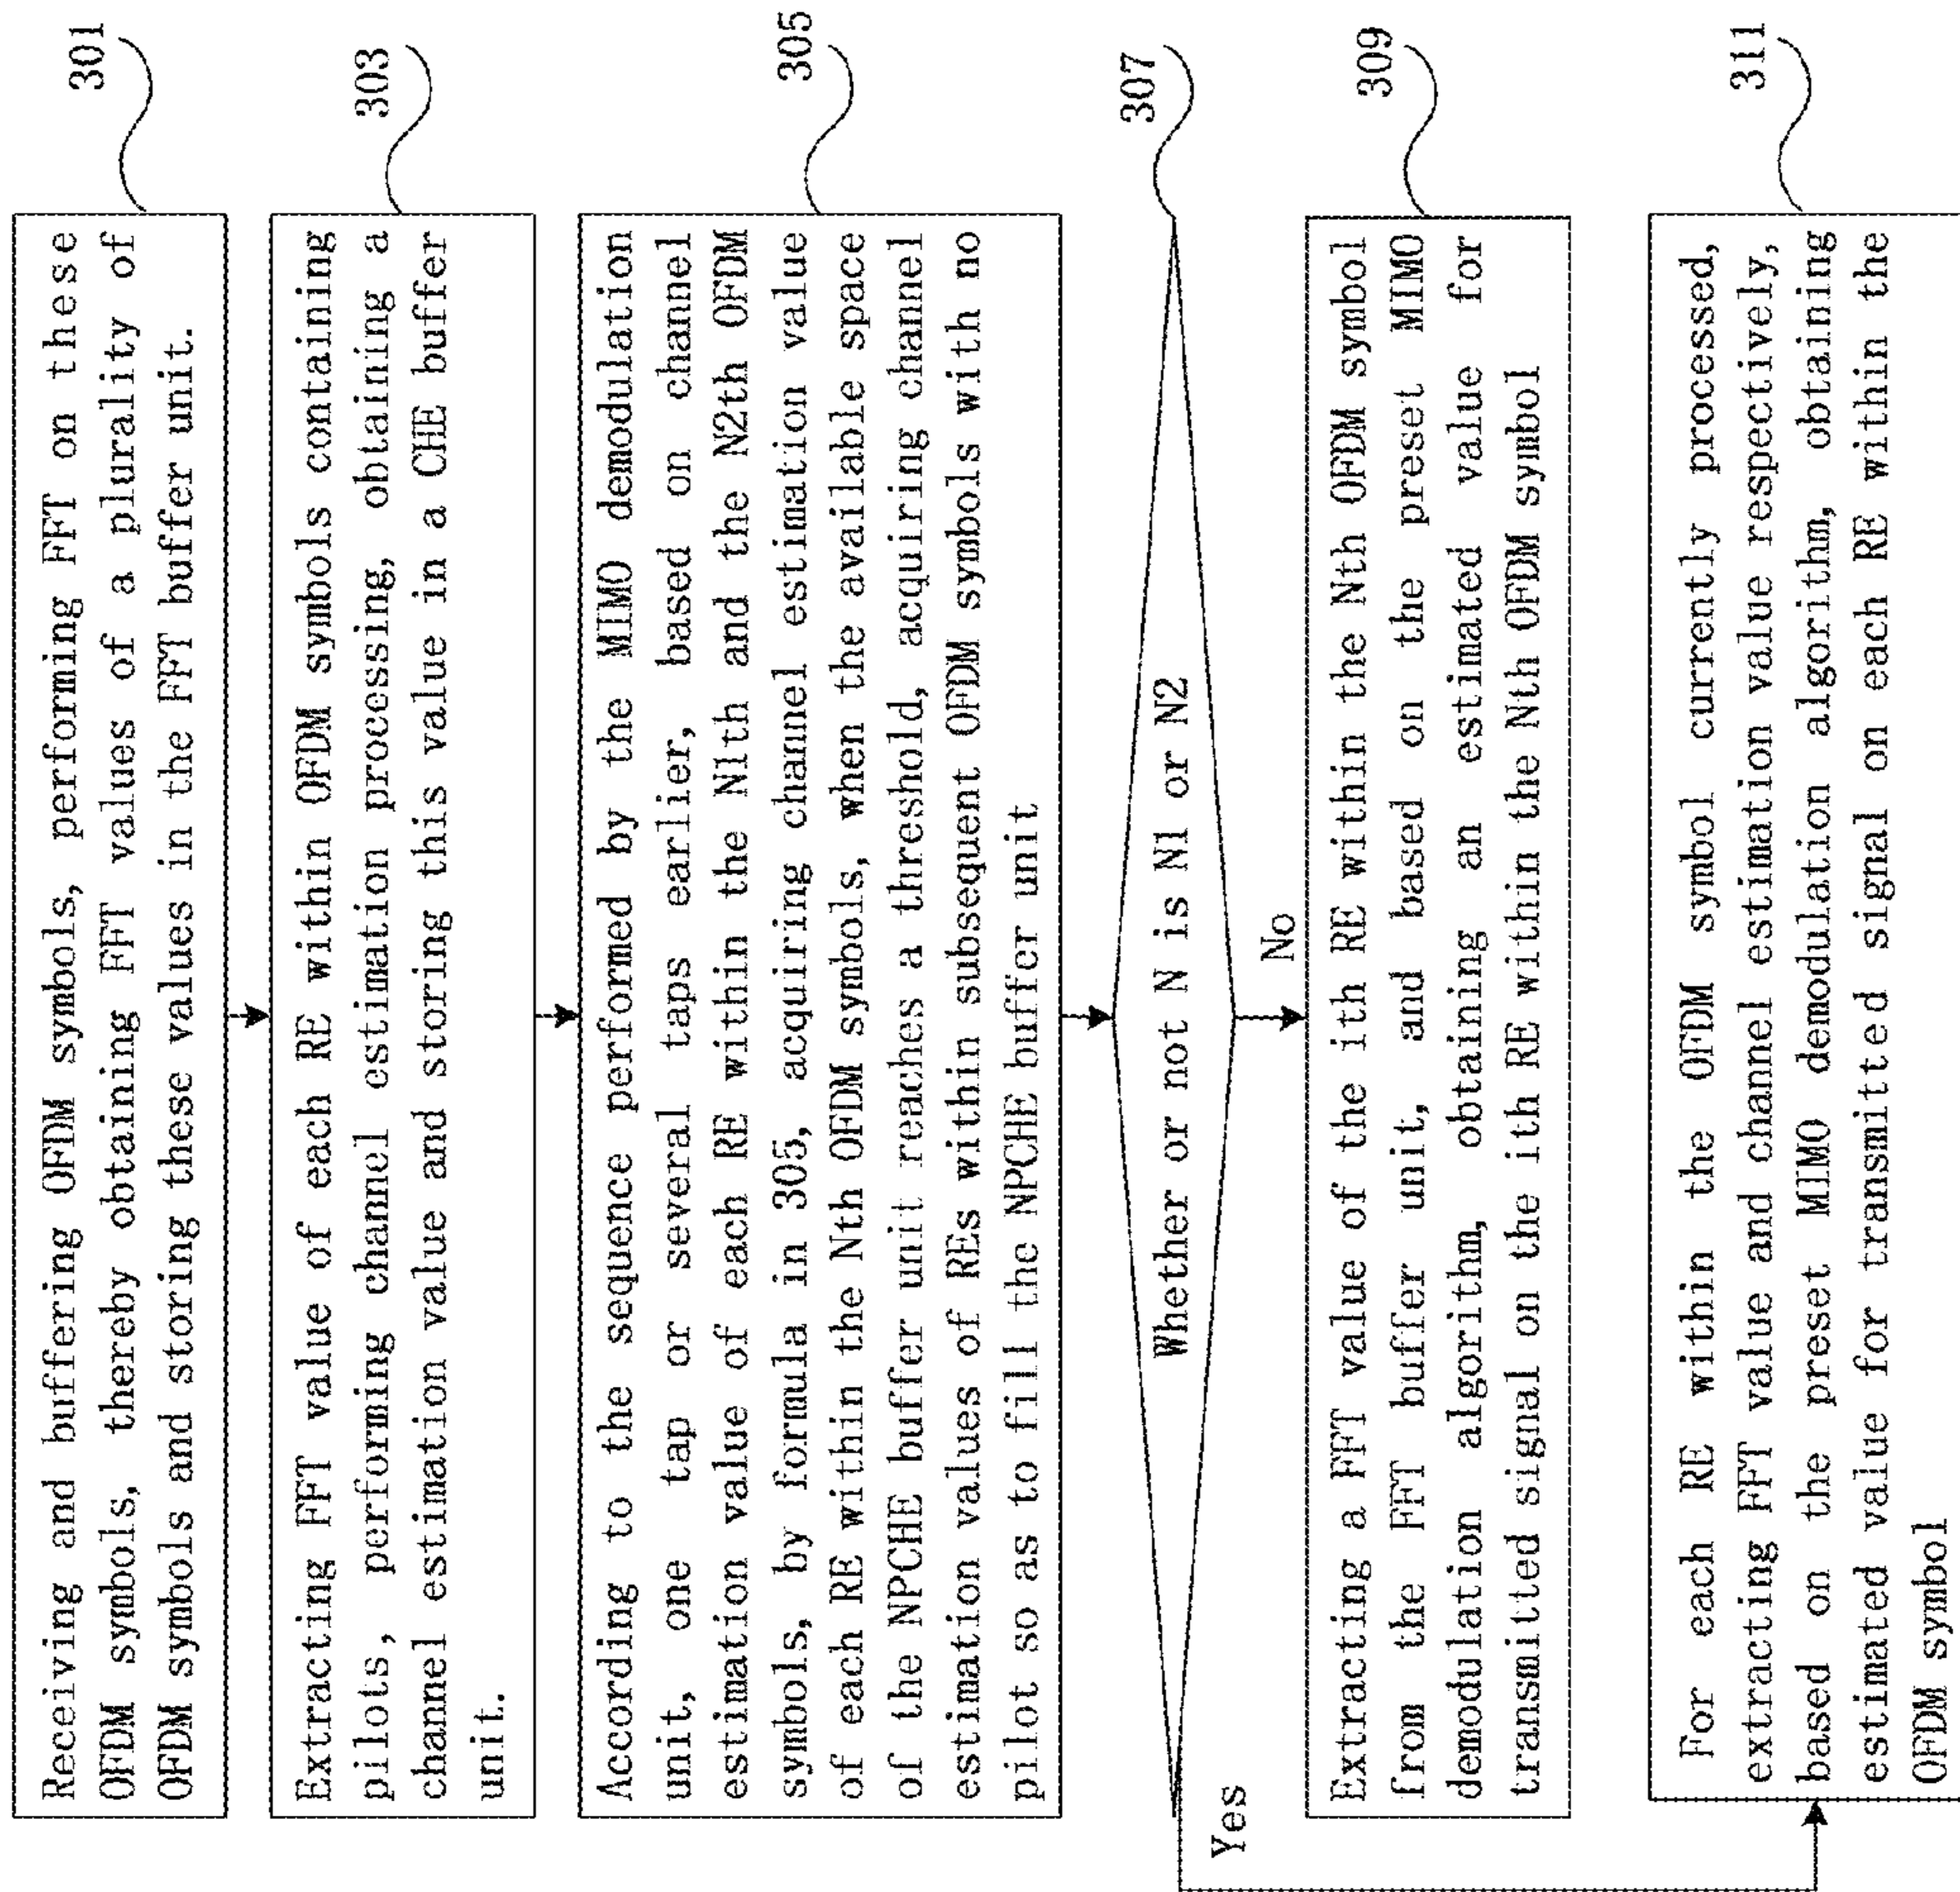 Receiving and buffering OFDM symbols, performing FFT on these
OFDM symbols, thereby obtaining FFT values of a plurality of
OFDM symbols and storing these values in the FFT buffer unit.
301
Extracting FFT value of each RE within OFDM symbols containing
pilots, performing channel estimation processing, obtaining a
channel estimation value and storing this value in a CHE buffer
unit.
303
According to the sequence performed by the MIMO demodulation
unit, one tap or several taps earlier, based on channel
estimation value of each RE within the N1th and the N2th OFDM
symbols, by formula in 305, acquiring channel estimation value
of each RE within the Nth OFDM symbols, when the available space
of the NPCHE buffer unit reaches a threshold, acquiring channel
estimation values of REs within subsequent OFDM symbols with no
pilot so as to fill the NPCHE buffer unit
305
Whether or not N is N1 or N2
307
Yes
No
Extracting a FFT value of the ith RE within the Nth OFDM symbol
from the FFT buffer unit, and based on the preset MIMO
demodulation algorithm, obtaining an estimated value for
transmitted signal on the ith RE within the Nth OFDM symbol
309
For each RE within the OFDM symbol currently processed,
extracting FFT value and channel estimation value respectively,
based on the preset MIMO demodulation algorithm, obtaining
estimated value for transmitted signal on each RE within the
OFDM symbol
311